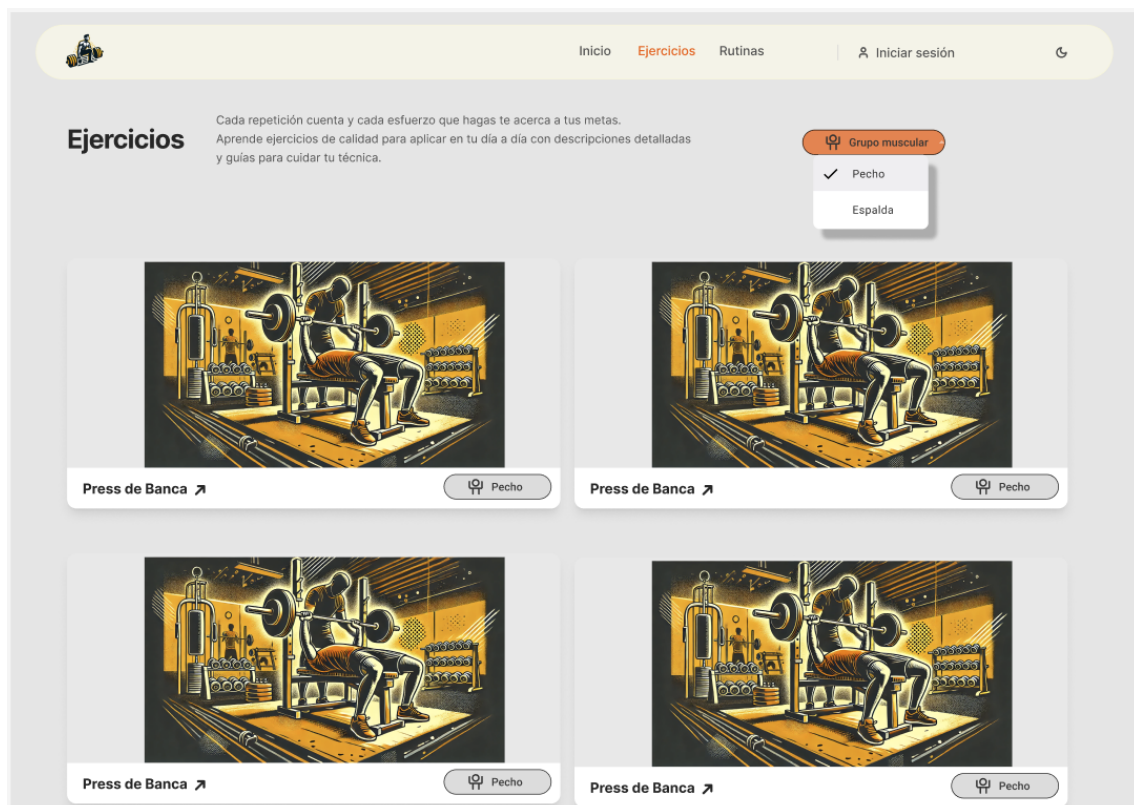 Inicio
Ejercicios
Rutinas
Iniciar sesión
Ejercicios
Cada repetición cuenta y cada esfuerzo que hagas te acerca a tus metas.
Aprende ejercicios de calidad para aplicar en tu día a día con descripciones detalladas
y guías para cuidar tu técnica.
Grupo muscular
Pecho
Espalda
Press de Banca
Pecho
Press de Banca
Pecho
Press de Banca
Pecho
Press de Banca
Pecho